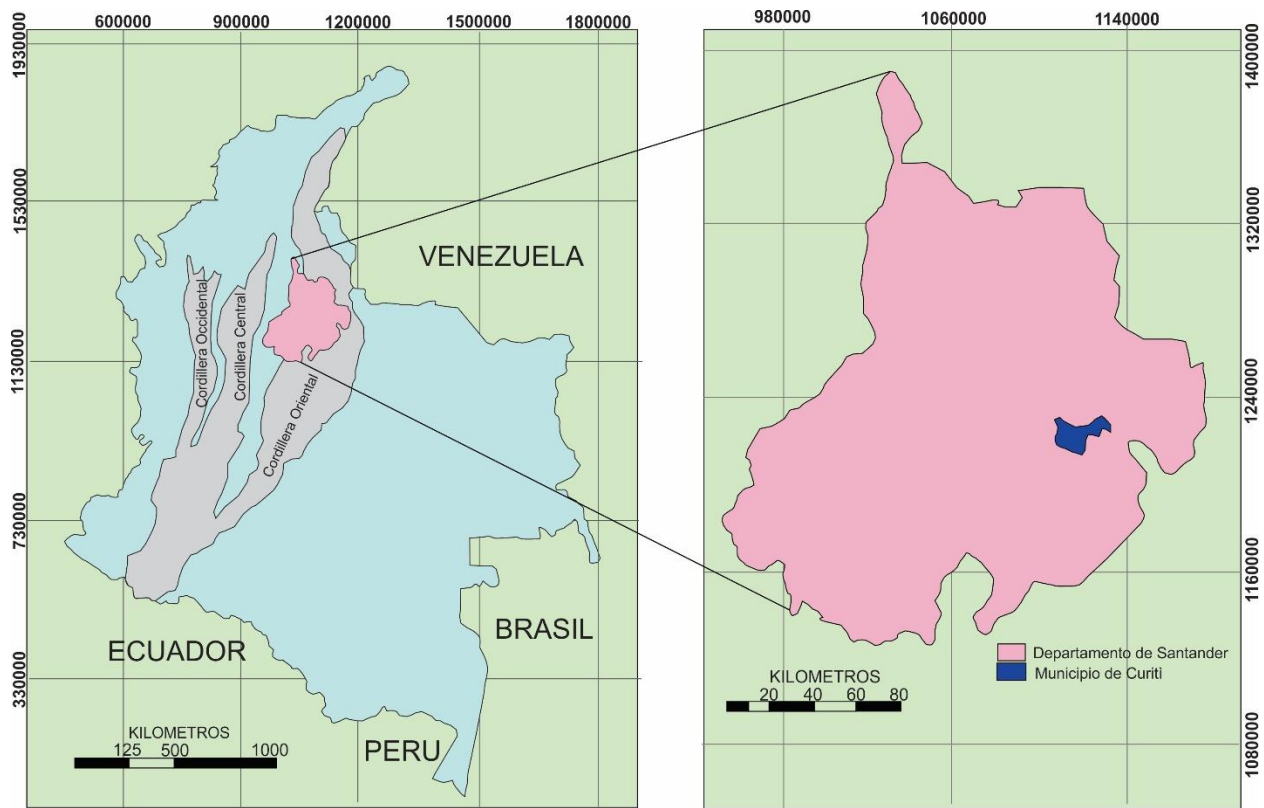 600000 900000 1200000 1500000 1800000
1930000
1530000
1130000
730000
330000
VENEZUELA
Cordillera Occidental
Cordillera Central
Cordillera Oriental
ECUADOR
BRASIL
PERU
KILOMETROS
125 500 1000
980000 1060000 1140000
1400000
1320000
1240000
1160000
1080000
Departamento de Santander
Municipio de Curiti
KILOMETROS
20 40 60 80